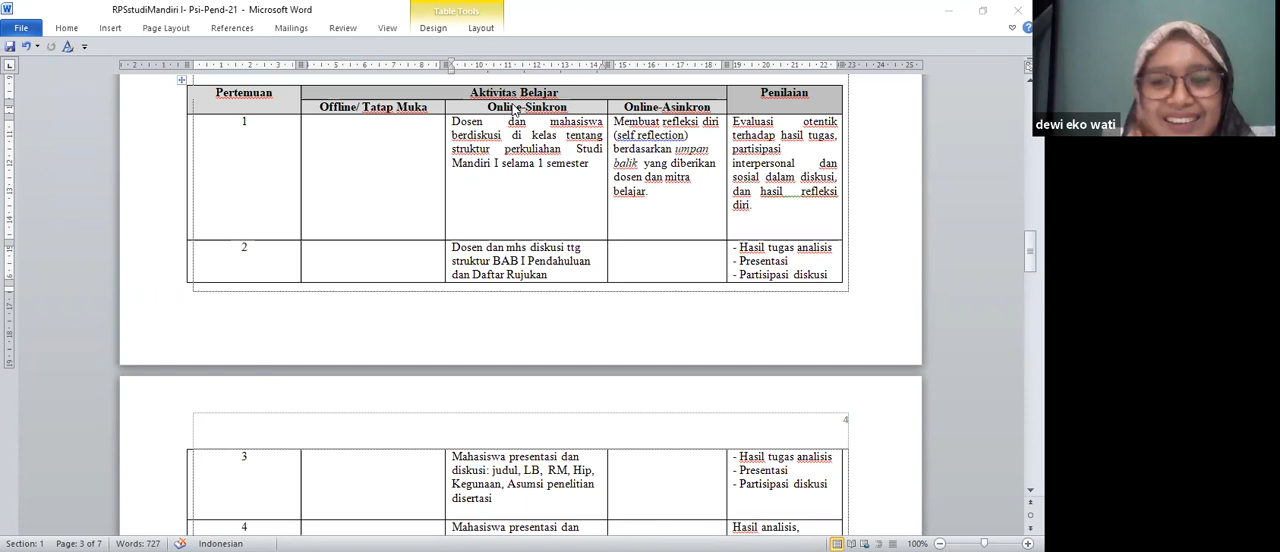 RPSstudiMandiri I- Psi-Pend-21 - Microsoft Word
Table Tools
File Home Insert Page Layout References Mailings Review View Design Layout
Pertemuan Aktivitas Belajar Penilaian
Offline/ Tatap Muka Online-Sinkron Online-Asinkron
1
Dosen dan mahasiswa
berdiskusi di kelas tentang
struktur perkuliahan Studi
Mandiri I selama 1 semester
Membuat refleksi diri
(self reflection)
berdasarkan umpan
balik yang diberikan
dosen dan mitra
belajar.
Evaluasi otentik
terhadap hasil tugas,
partisipasi
interpersonal dan
sosial dalam diskusi,
dan hasil refleksi
diri.
2
Dosen dan mhs diskusi ttg
struktur BAB I Pendahuluan
dan Daftar Rujukan
- Hasil tugas analisis
- Presentasi
- Partisipasi diskusi
4
3
Mahasiswa presentasi dan
diskusi: judul, LB, RM, Hip,
Kegunaan, Asumsi penelitian
disertasi
- Hasil tugas analisis
- Presentasi
- Partisipasi diskusi
4
Mahasiswa presentasi dan
Hasil analisis,
Section: 1 Page: 3 of 7 Words: 727 Indonesian 100%
dewi eko wati